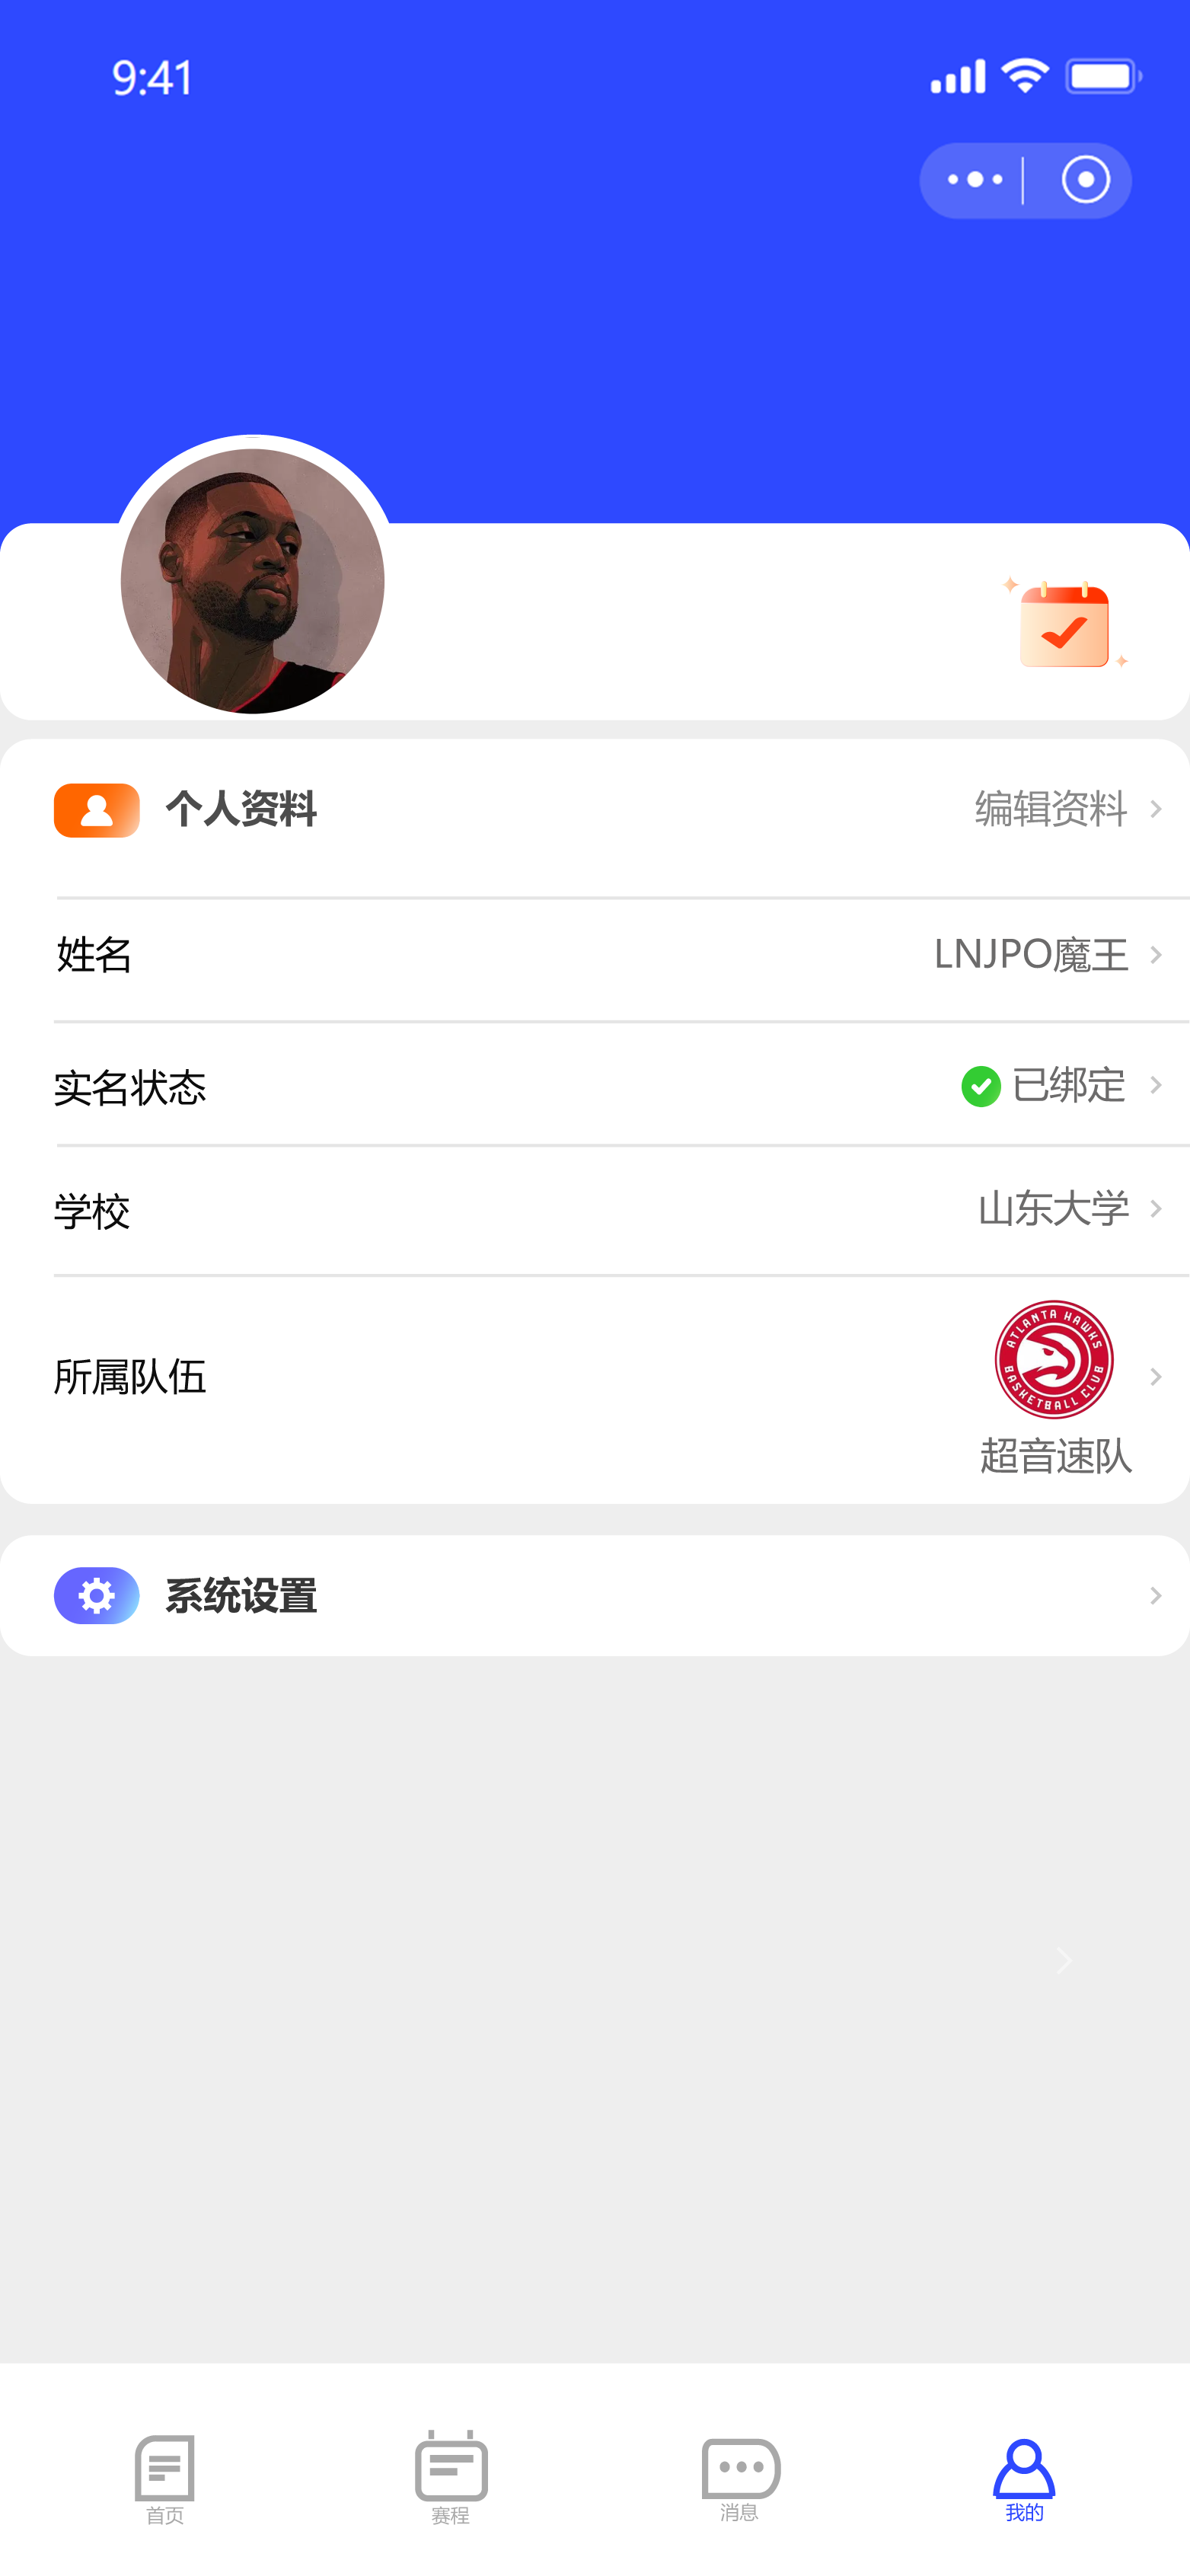 9:41
个人资料
编辑资料
姓名
LNJPO魔王
实名状态
已绑定
学校
山东大学
所属队伍
ATLANTA HAWKS
BASKETBALL CLUB
超音速队
系统设置
首页
赛程
消息
我的